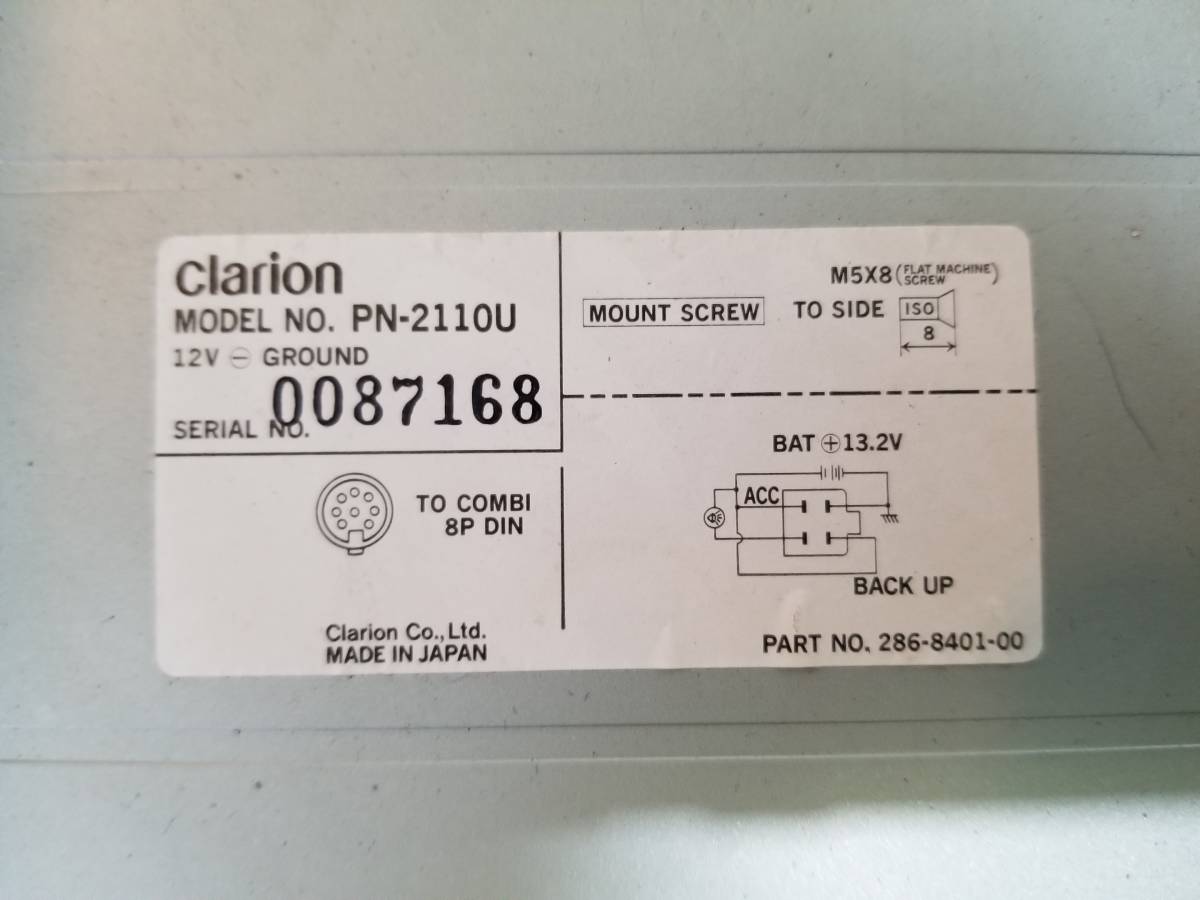 Clarion
MODEL NO. PN-2110U
12V ⊖ GROUND
SERIAL NO. 0087168
M5X8 (FLAT MACHINE SCREW)
MOUNT SCREW TO SIDE ISO
8
TO COMBI
8P DIN
BAT ⊕ 13.2V
ACC
BACK UP
Clarion Co., Ltd.
MADE IN JAPAN
PART NO. 286-8401-00